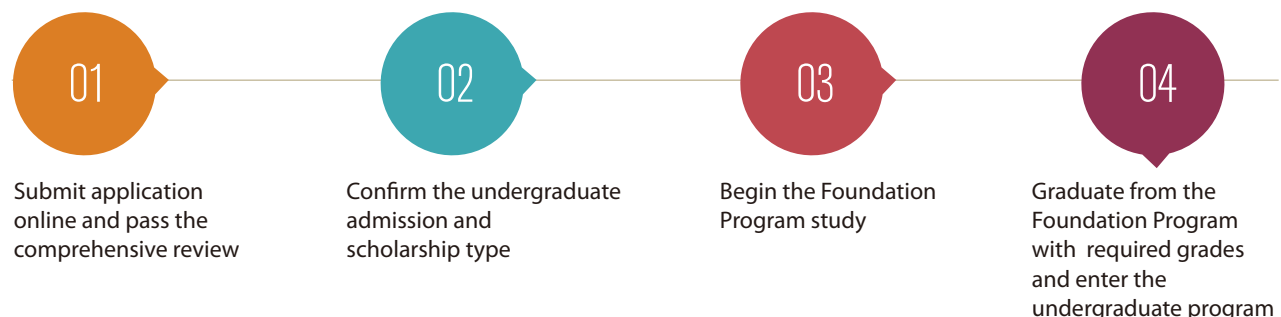 01
Submit application
online and pass the
comprehensive review
02
Confirm the undergraduate
admission and
scholarship type
03
Begin the Foundation
Program study
04
Graduate from the
Foundation Program
with required grades
and enter the
undergraduate program